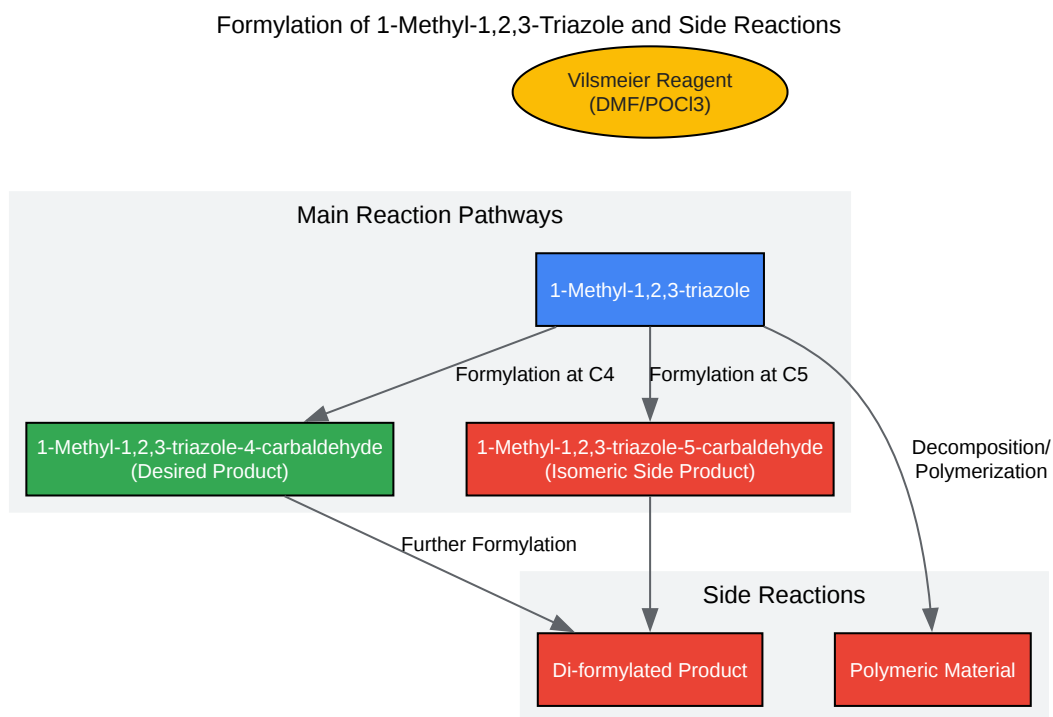 Formylation of 1-Methyl-1,2,3-Triazole and Side Reactions
Vilsmeier Reagent
(DMF/POCl3)
Main Reaction Pathways
1-Methyl-1,2,3-triazole
Formylation at C4
Formylation at C5
1-Methyl-1,2,3-triazole-4-carbaldehyde
(Desired Product)
1-Methyl-1,2,3-triazole-5-carbaldehyde
(Isomeric Side Product)
Decomposition/
Polymerization
Further Formylation
Side Reactions
Di-formylated Product
Polymeric Material